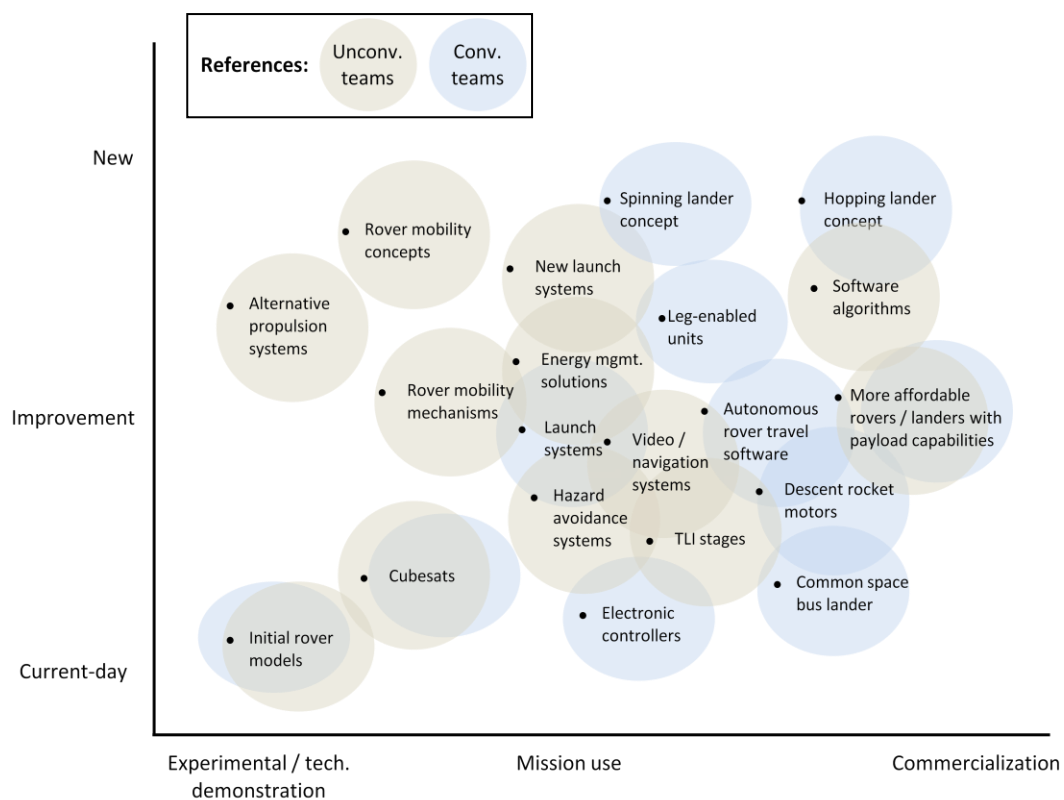 References:
Unconv.
teams
Conv.
teams
New
Improvement
Current-day
Spinning lander
concept
Hopping lander
concept
Rover mobility
concepts
New launch
systems
Software
algorithms
Alternative
propulsion
systems
Leg-enabled
units
Energy mgmt.
solutions
Rover mobility
mechanisms
More affordable
rovers / landers with
payload capabilities
Autonomous
rover travel
software
Launch
systems
Video /
navigation
systems
Descent rocket
motors
Hazard
avoidance
systems
TLI stages
Cubesats
Common space
bus lander
Electronic
controllers
Initial rover
models
Experimental / tech.
demonstration
Mission use
Commercialization